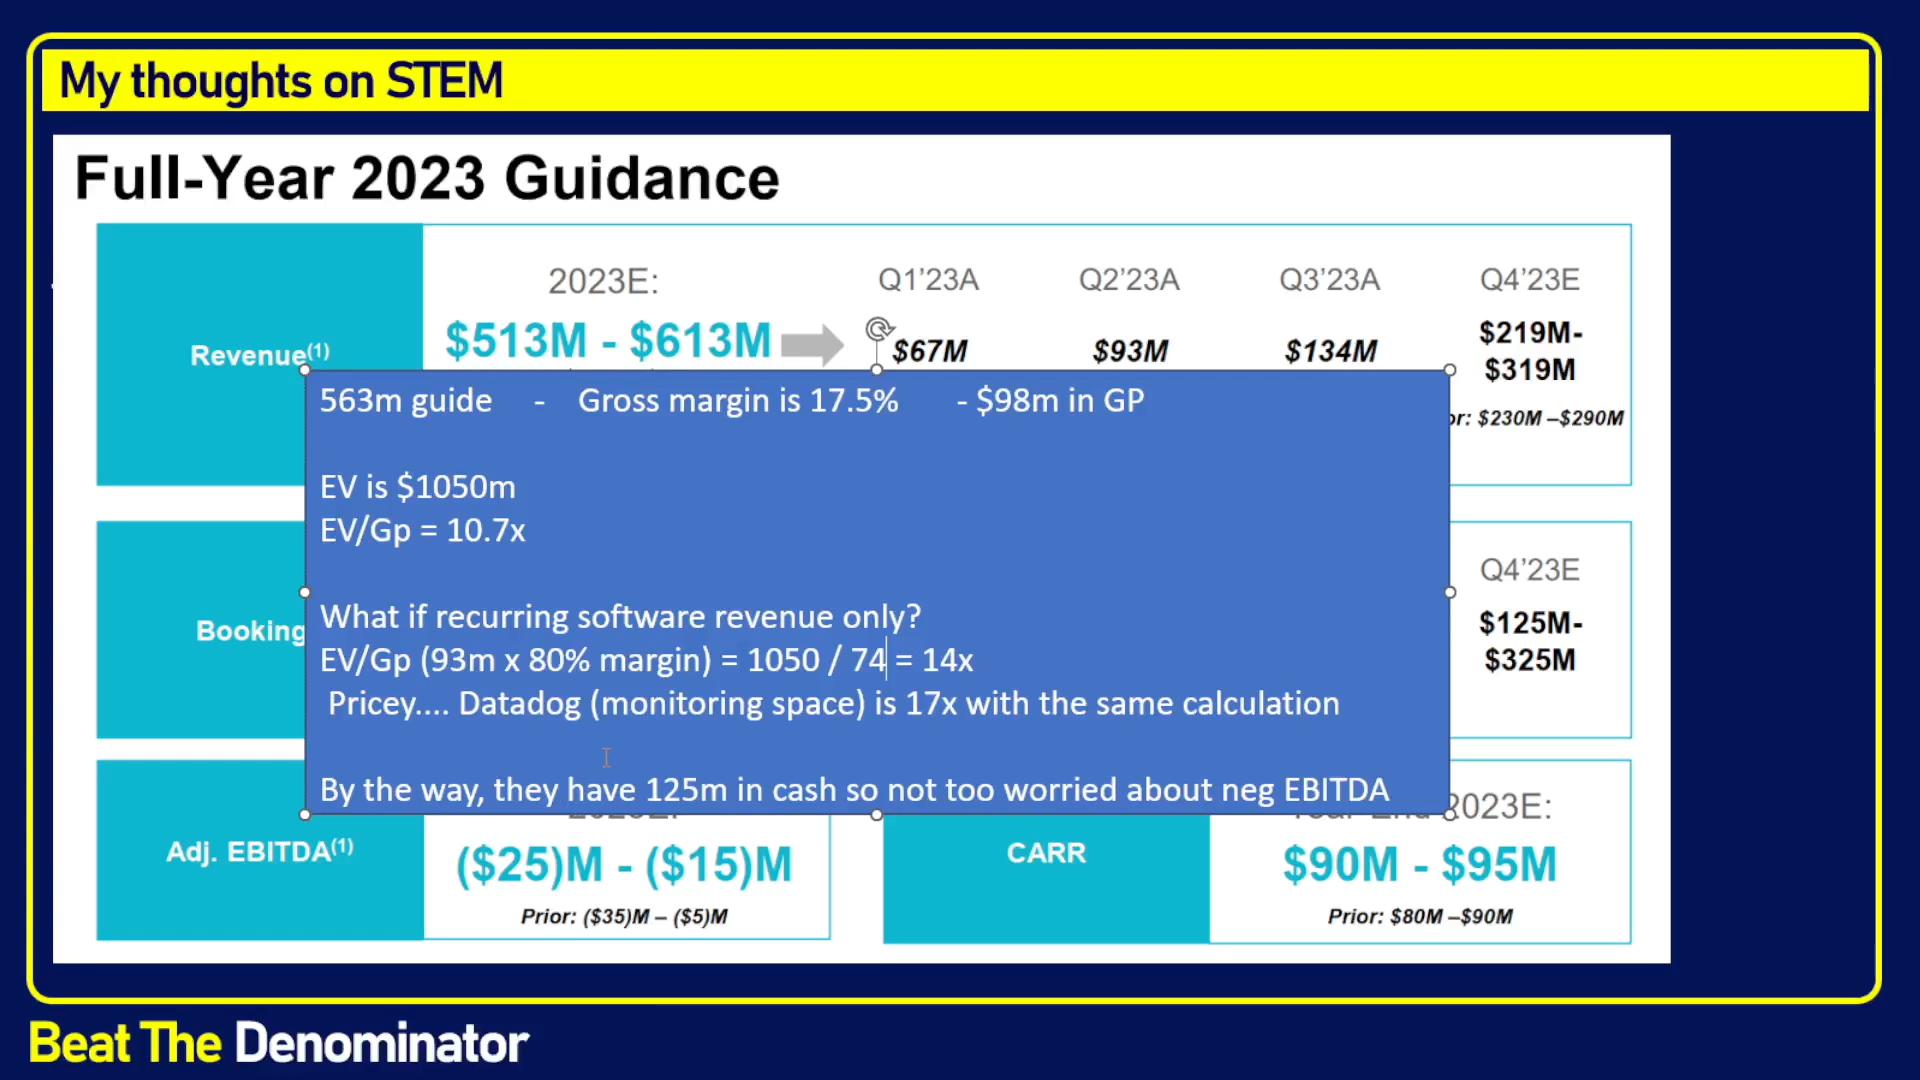 My thoughts on STEM
Full-Year 2023 Guidance
2023E:
Q1'23A
Q2'23A
Q3'23A
Q4'23E
Revenue(1)
$513M - $613M
$67M
$93M
$134M
$219M-
$319M
$230M –$290M
563m guide - Gross margin is 17.5% - $98m in GP
EV is $1050m
EV/Gp = 10.7x
What if recurring software revenue only?
EV/Gp (93m x 80% margin) = 1050 / 74 = 14x
Pricey.... Datadog (monitoring space) is 17x with the same calculation
By the way, they have 125m in cash so not too worried about neg EBITDA
Booking
Q4'23E
$125M-
$325M
Adj. EBITDA(1)
($25)M - ($15)M
Prior: ($35)M – ($5)M
CARR
2023E:
$90M - $95M
Prior: $80M –$90M
Beat The Denominator